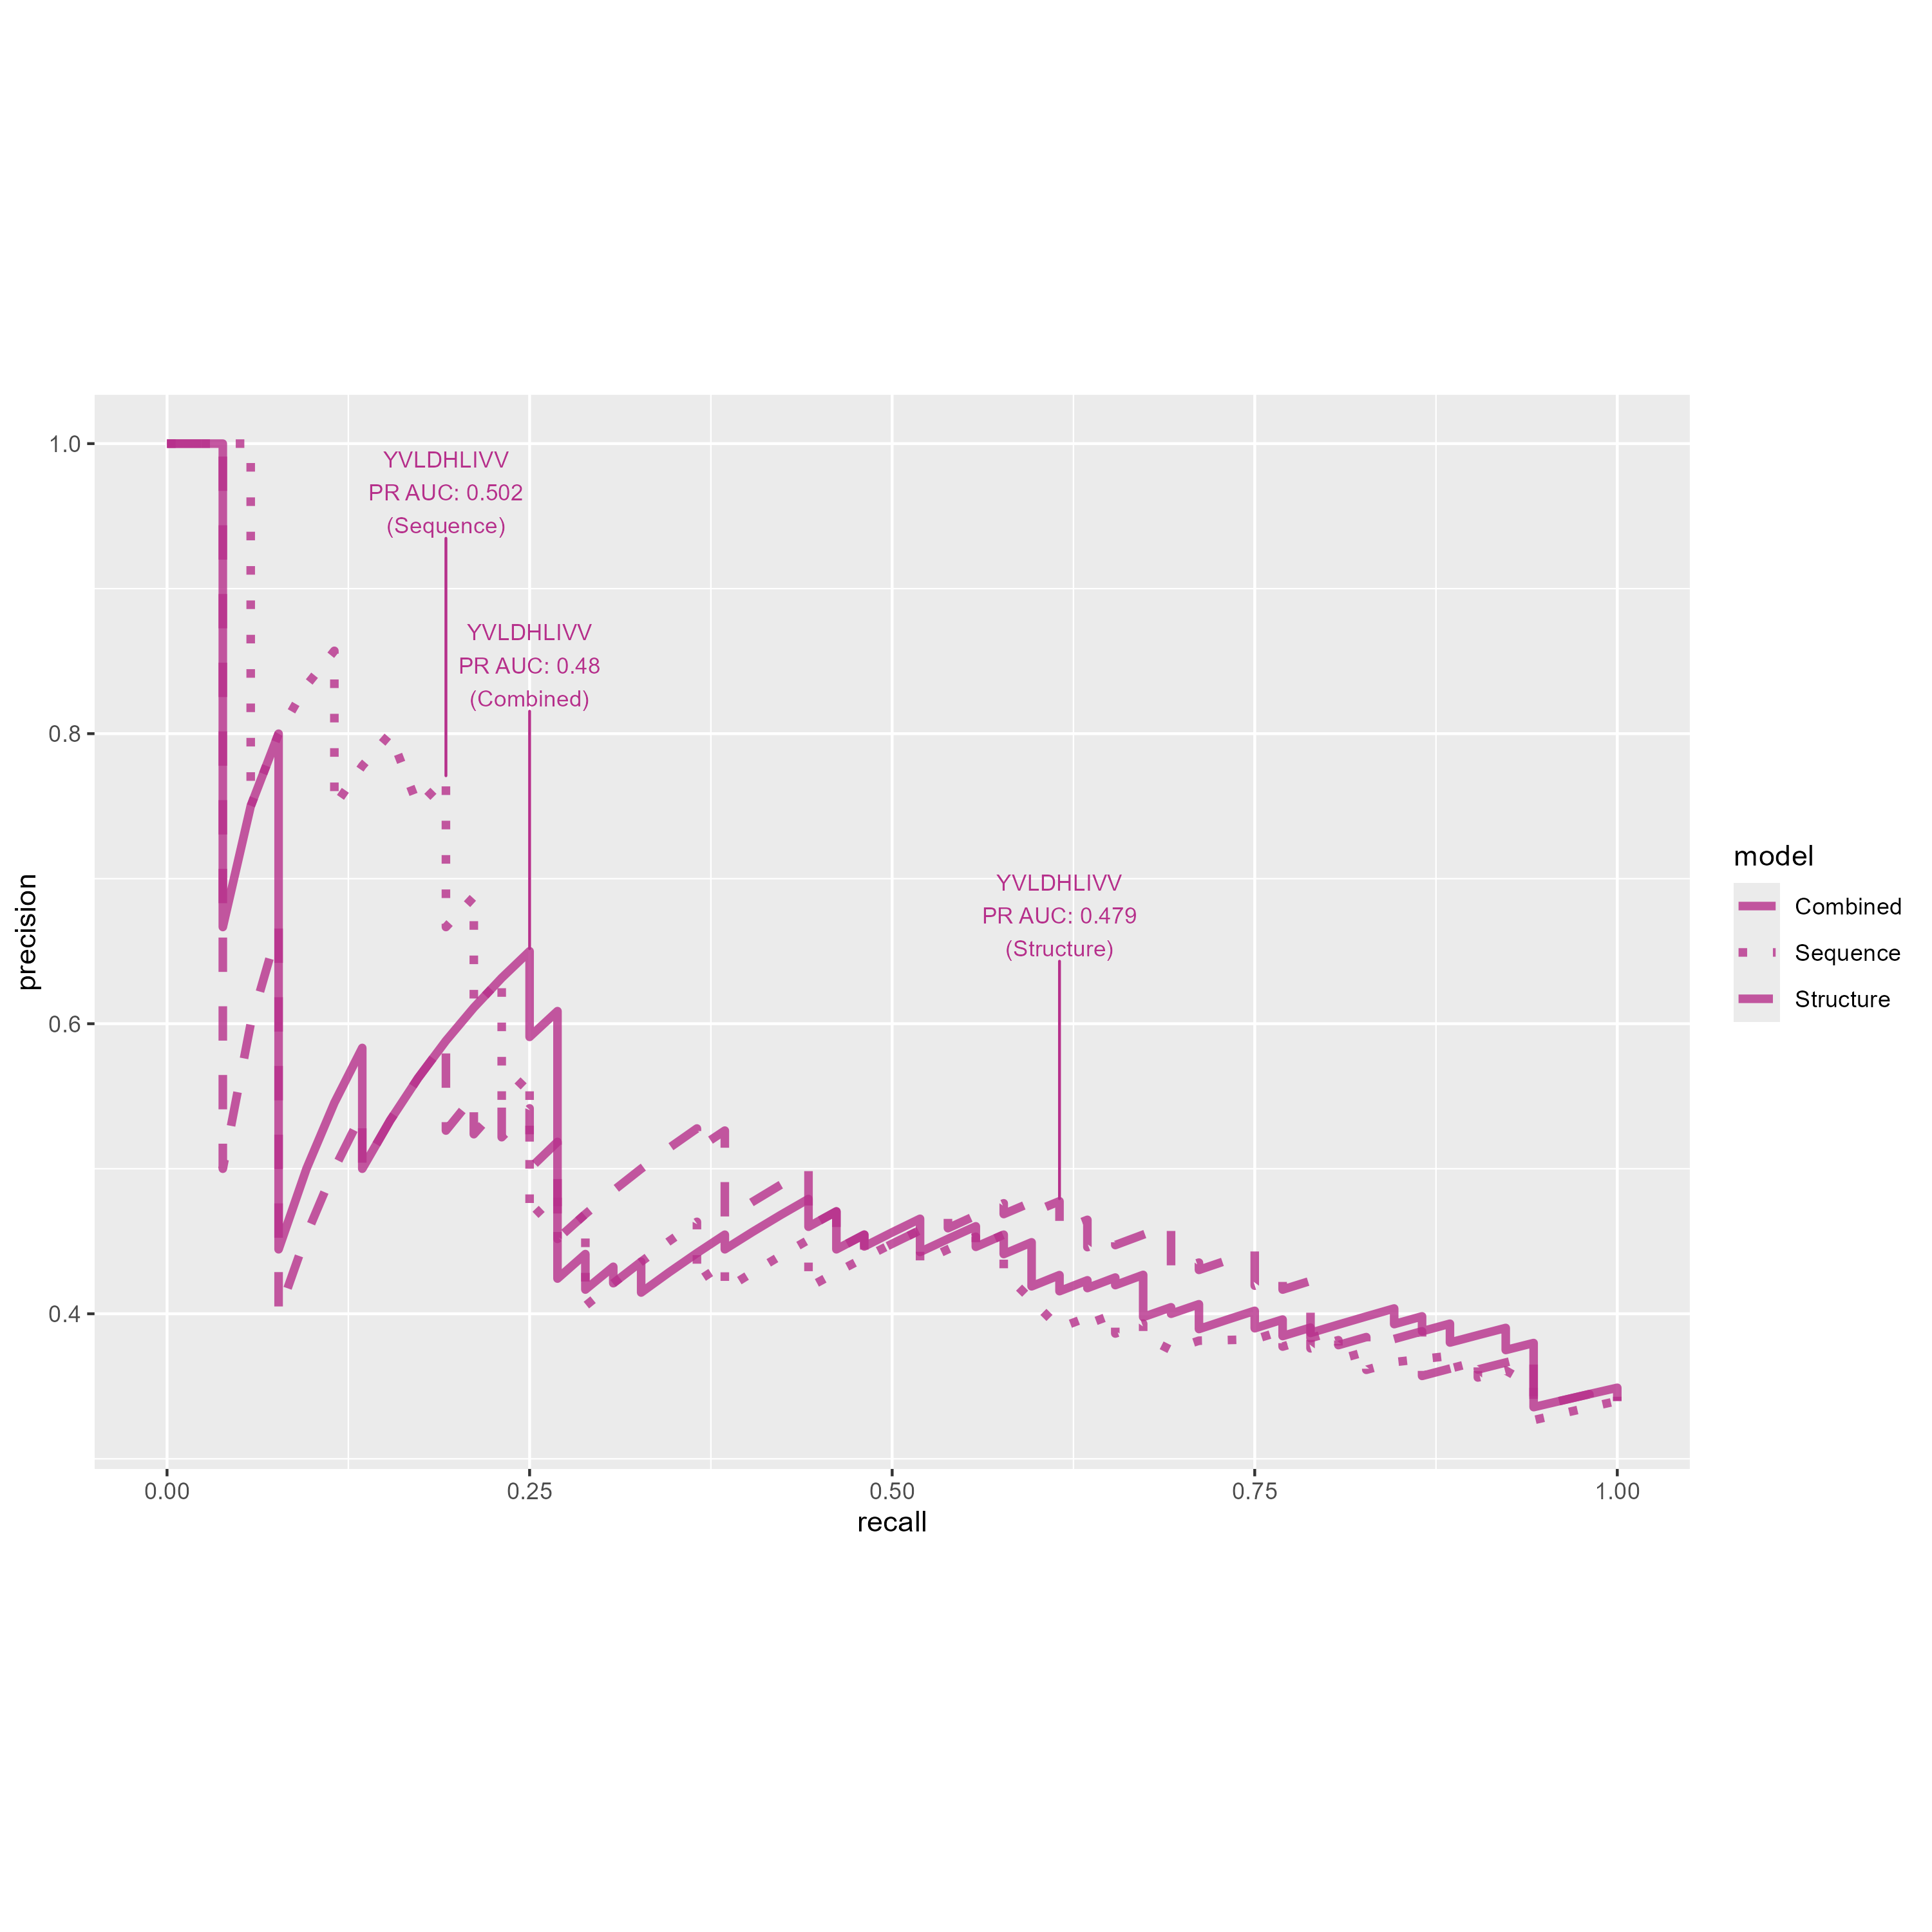 1.0
0.8
0.6
0.4
precision
YVLDHLIVV
PR AUC: 0.502
(Sequence)
YVLDHLIVV
PR AUC: 0.48
(Combined)
YVLDHLIVV
PR AUC: 0.479
(Structure)
0.00
0.25
0.50
0.75
1.00
recall
model
Combined
Sequence
Structure